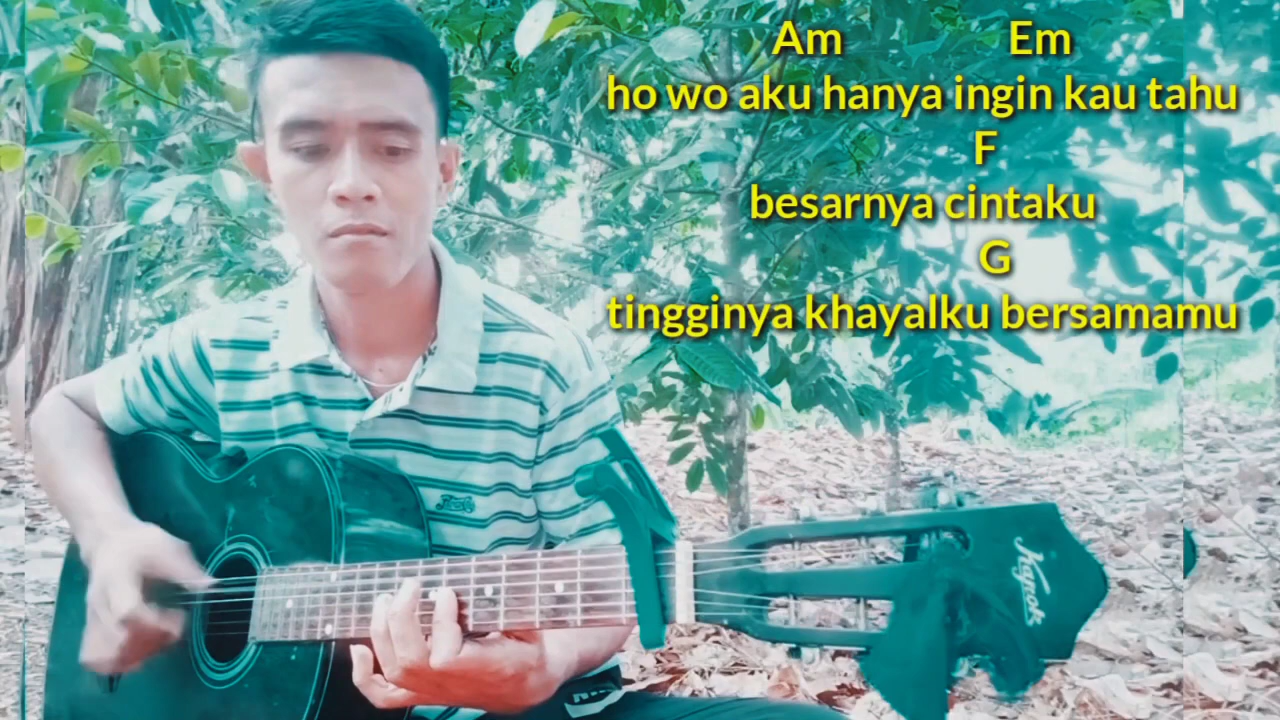 Am Em
ho wo aku hanya ingin kau tahu
F
besarnya cintaku
G
tingginya khayalku bersamamu